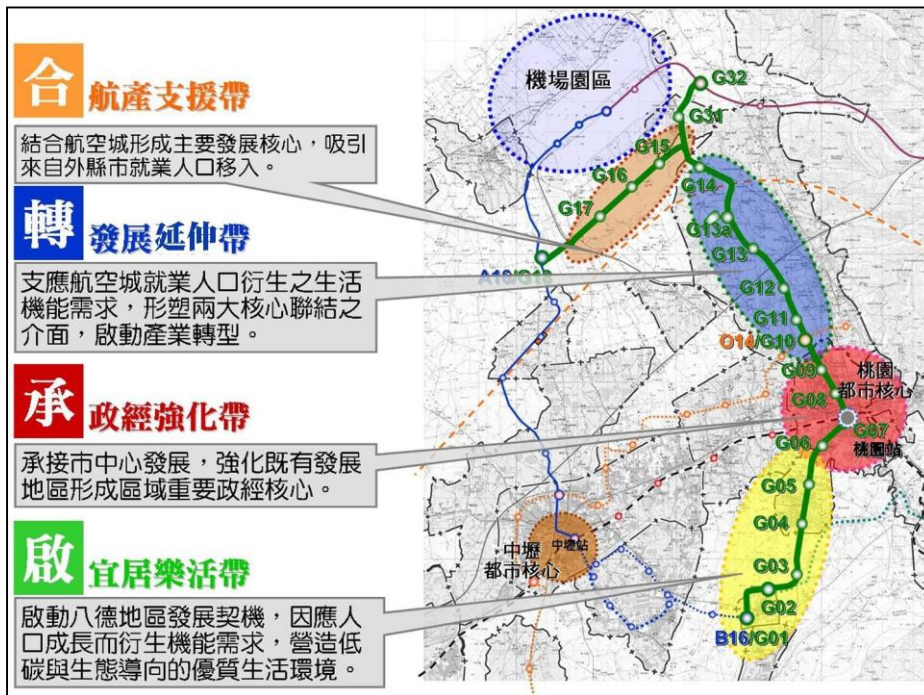 合 航產支援帶
結合航空城形成主要發展核心，吸引
來自外縣市就業人口移入。
轉 發展延伸帶
支應航空城就業人口衍生之生活
機能需求，形塑兩大核心聯結之
介面，啟動產業轉型。
承 政經強化帶
承接市中心發展，強化既有發展
地區形成區域重要政經核心。
啟 宜居樂活帶
啟動八德地區發展契機，因應人
口成長而衍生機能需求，營造低
碳與生態導向的優質生活環境。
機場園區
G32
G31
G15
G16
G14
G17
G13a
G13
G12
G11
O14/G10
G09
桃園
都市核心
G08
G07
桃園站
G06
G05
G04
中壢站
中壢
都市核心
G03
G02
B16/G01